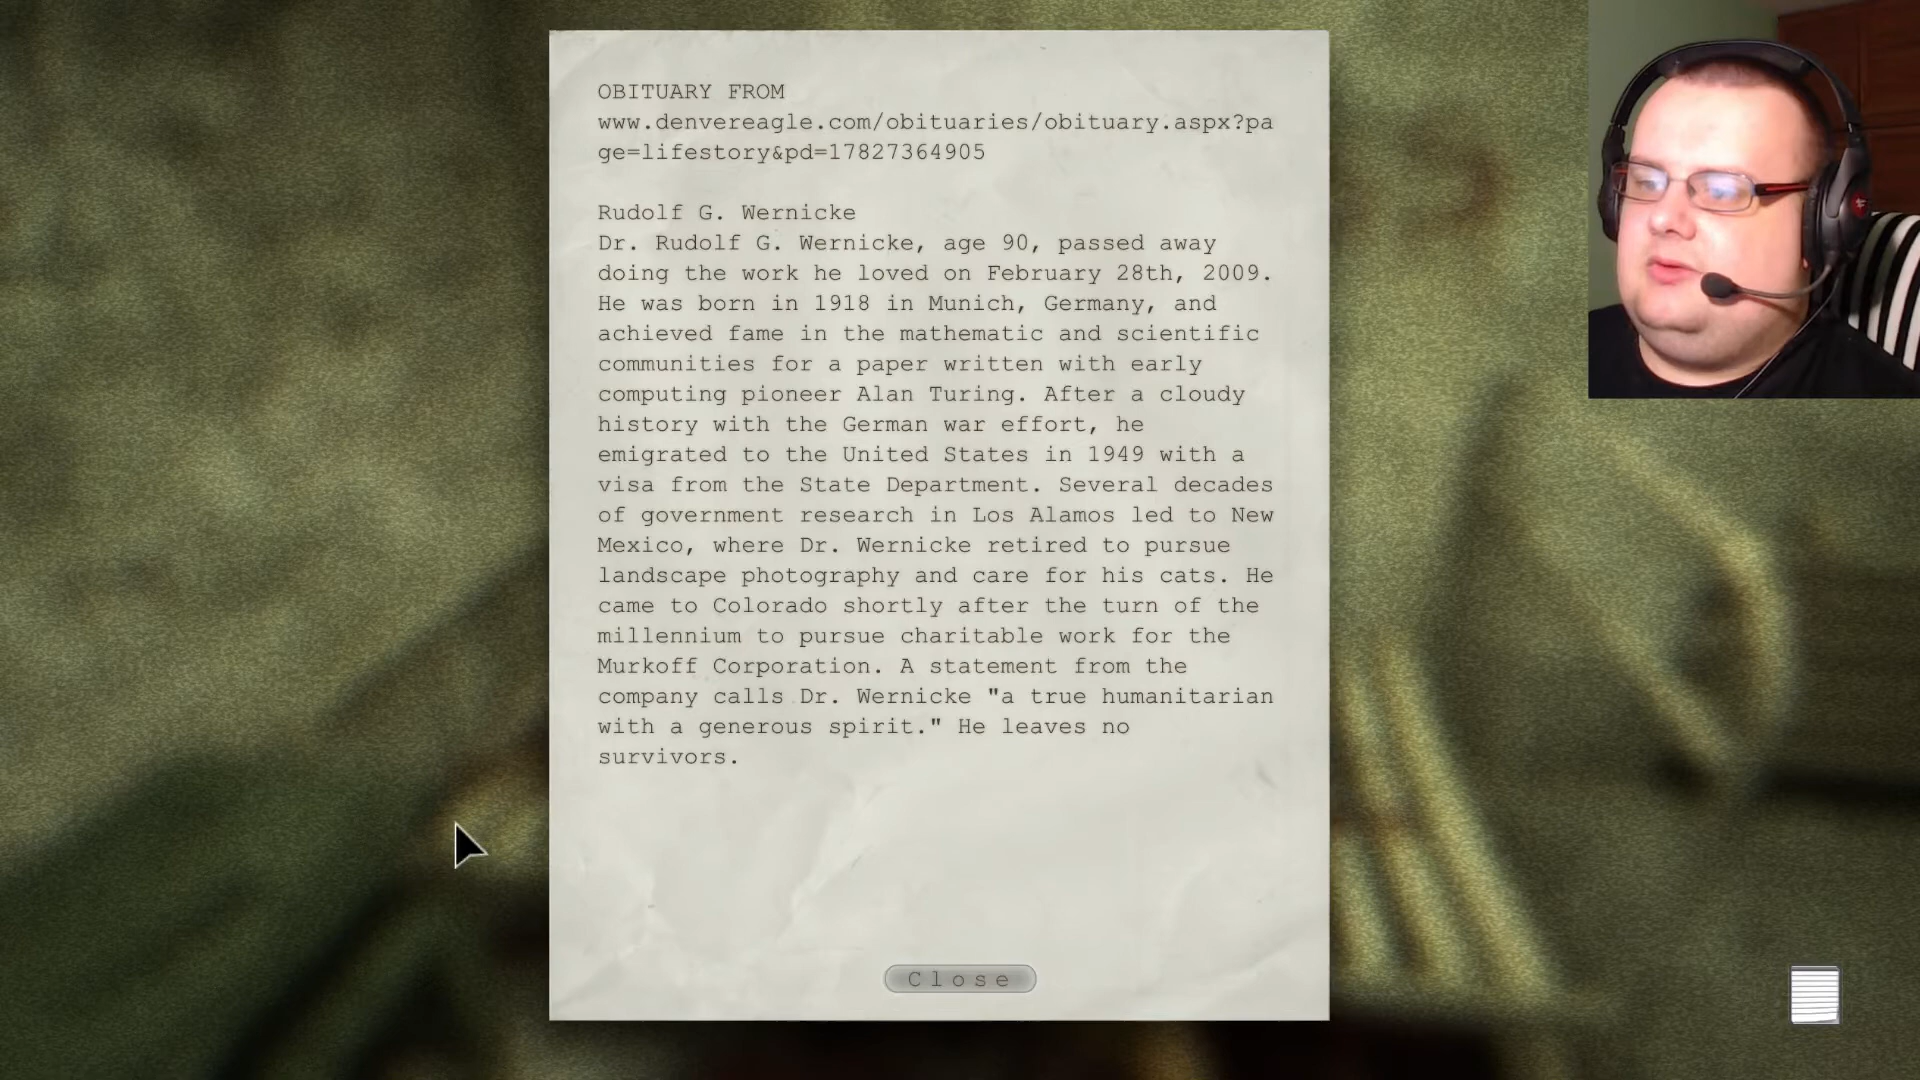 OBITUARY FROM
www.denvereagle.com/obituaries/obituary.aspx?pa
ge=lifestory&pd=17827364905
Rudolf G. Wernicke
Dr. Rudolf G. Wernicke, age 90, passed away
doing the work he loved on February 28th, 2009.
He was born in 1918 in Munich, Germany, and
achieved fame in the mathematic and scientific
communities for a paper written with early
computing pioneer Alan Turing. After a cloudy
history with the German war effort, he
emigrated to the United States in 1949 with a
visa from the State Department. Several decades
of government research in Los Alamos led to New
Mexico, where Dr. Wernicke retired to pursue
landscape photography and care for his cats. He
came to Colorado shortly after the turn of the
millennium to pursue charitable work for the
Murkoff Corporation. A statement from the
company calls Dr. Wernicke "a true humanitarian
with a generous spirit." He leaves no
survivors.
Close